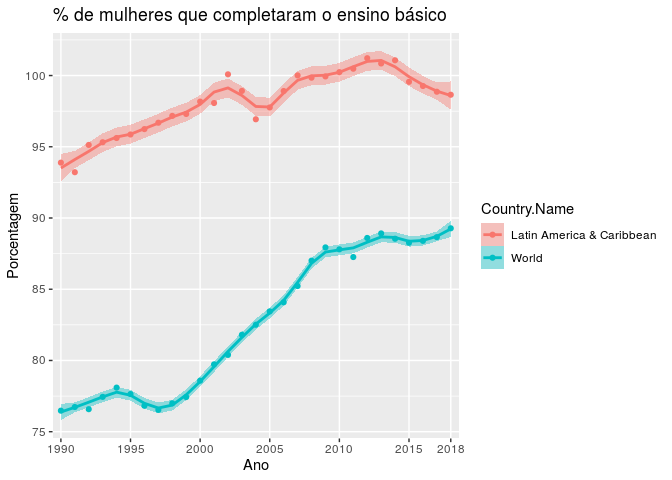 % de mulheres que completaram o ensino básico
Porcentagem
100
95
90
85
80
75
1990 1995 2000 2005 2010 2015 2018
Ano
Country.Name
Latin America & Caribbean
World